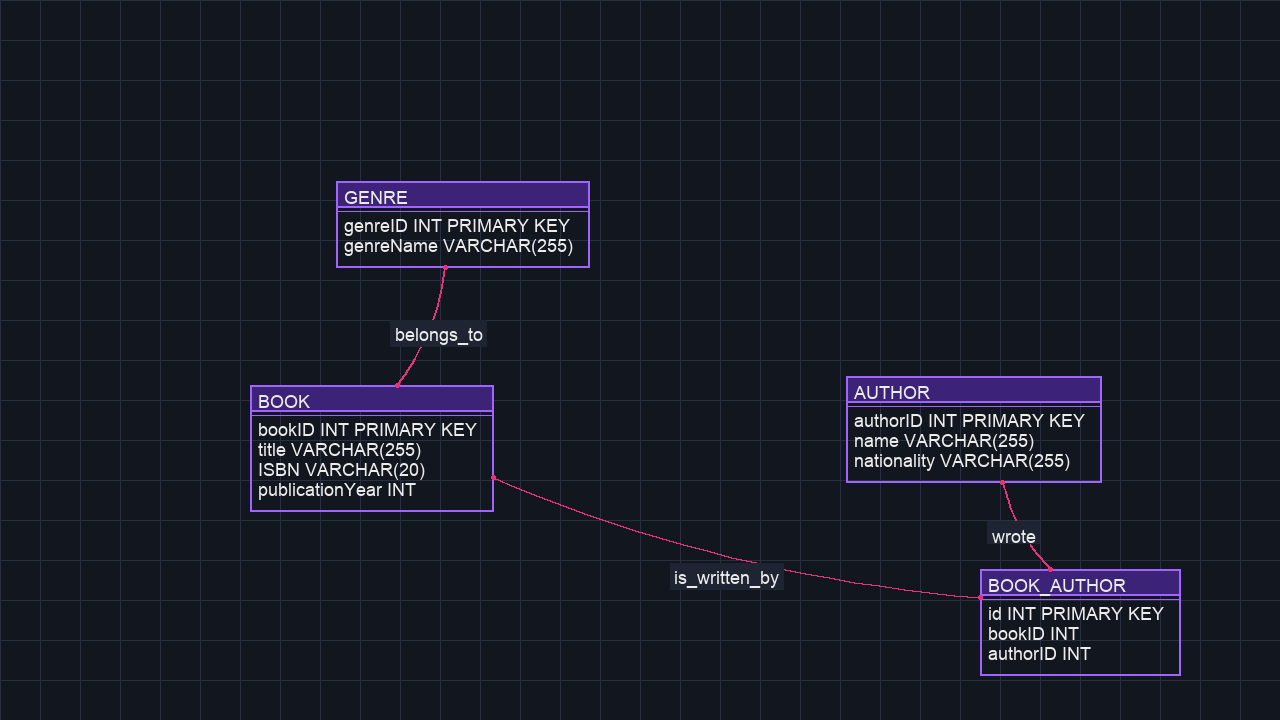 GENRE
genreID INT PRIMARY KEY
genreName VARCHAR(255)
belongs_to
BOOK
bookID INT PRIMARY KEY
title VARCHAR(255)
ISBN VARCHAR(20)
publicationYear INT
AUTHOR
authorID INT PRIMARY KEY
name VARCHAR(255)
nationality VARCHAR(255)
wrote
is_written_by
BOOK_AUTHOR
id INT PRIMARY KEY
bookID INT
authorID INT